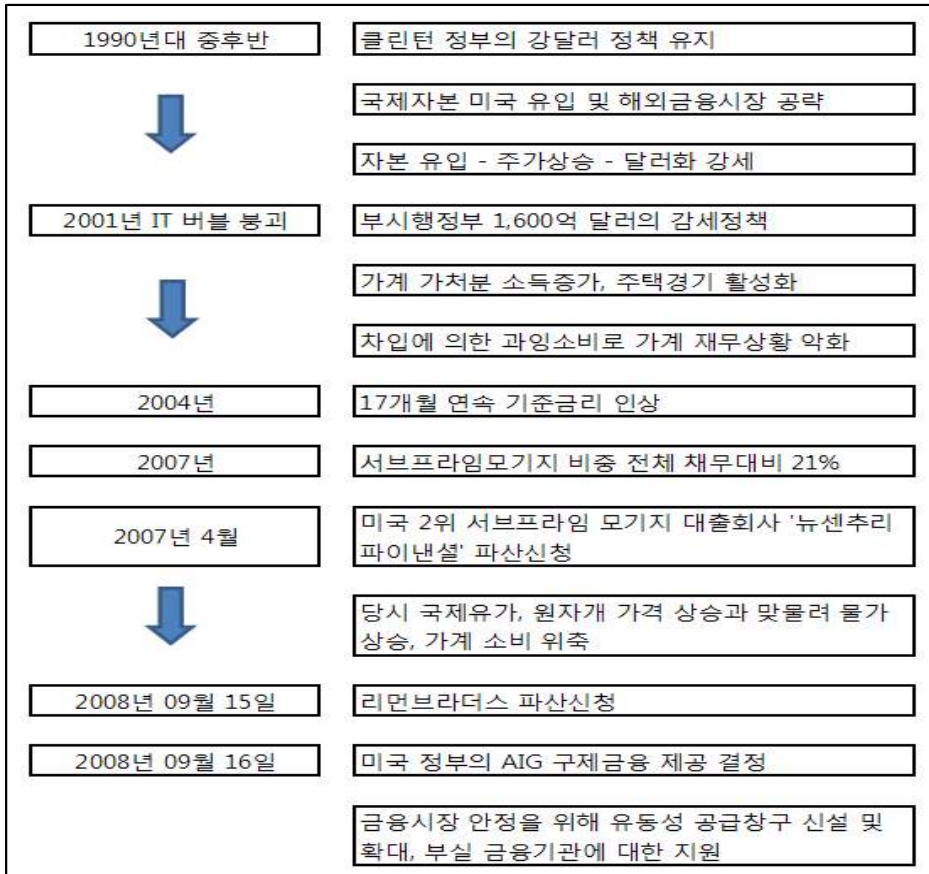 1990년대 중후반
클린턴 정부의 강달러 정책 유지
국제자본 미국 유입 및 해외금융시장 공략
자본 유입 - 주가상승 - 달러화 강세
2001년 IT 버블 붕괴
부시행정부 1,600억 달러의 감세정책
가계 가처분 소득증가, 주택경기 활성화
차입에 의한 과잉소비로 가계 재무상황 악화
2004년
17개월 연속 기준금리 인상
2007년
서브프라임모기지 비중 전체 채무대비 21%
2007년 4월
미국 2위 서브프라임 모기지 대출회사 '뉴센추리
파이낸셜' 파산신청
당시 국제유가, 원자개 가격 상승과 맞물려 물가
상승, 가계 소비 위축
2008년 09월 15일
리먼브라더스 파산신청
2008년 09월 16일
미국 정부의 AIG 구제금융 제공 결정
금융시장 안정을 위해 유동성 공급창구 신설 및
확대, 부실 금융기관에 대한 지원